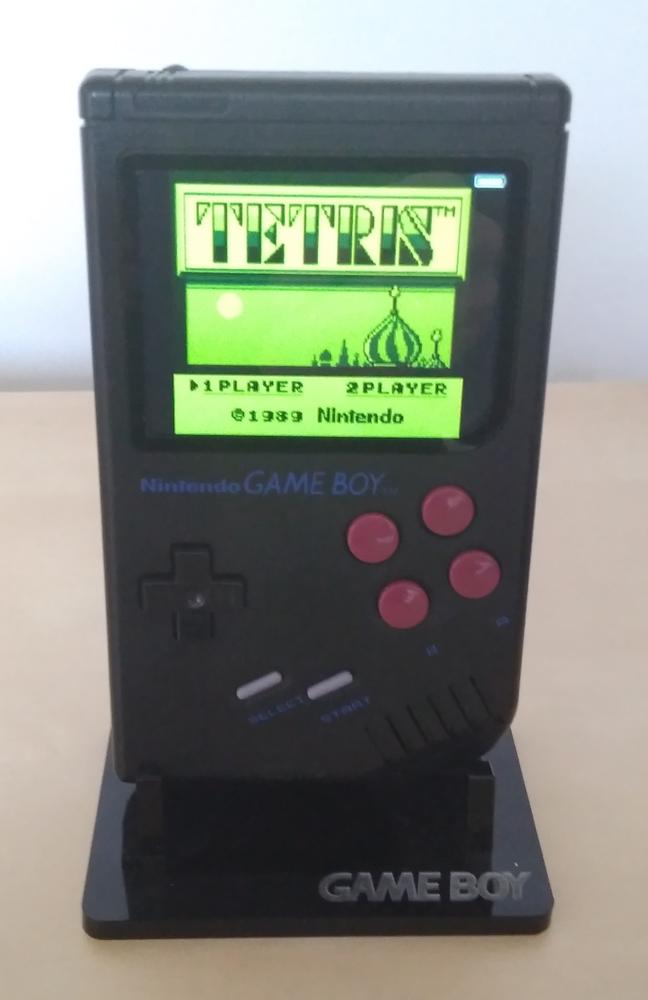 TETRIS™
▶1PLAYER 2PLAYER
©1989 Nintendo
Nintendo GAME BOY™
B A
SELECT START
GAME BOY